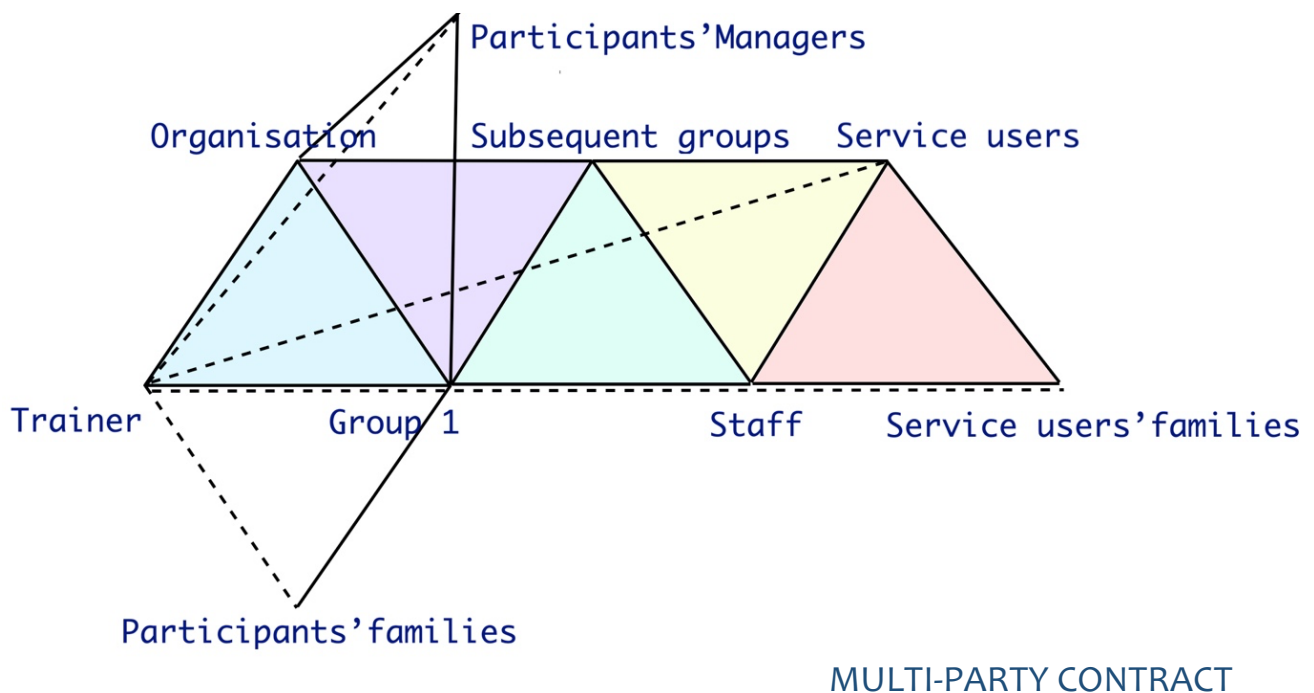 Participants’Managers
Organisation
Subsequent groups
Service users
Trainer
Group 1
Staff
Service users’families
Participants’families
MULTI-PARTY CONTRACT